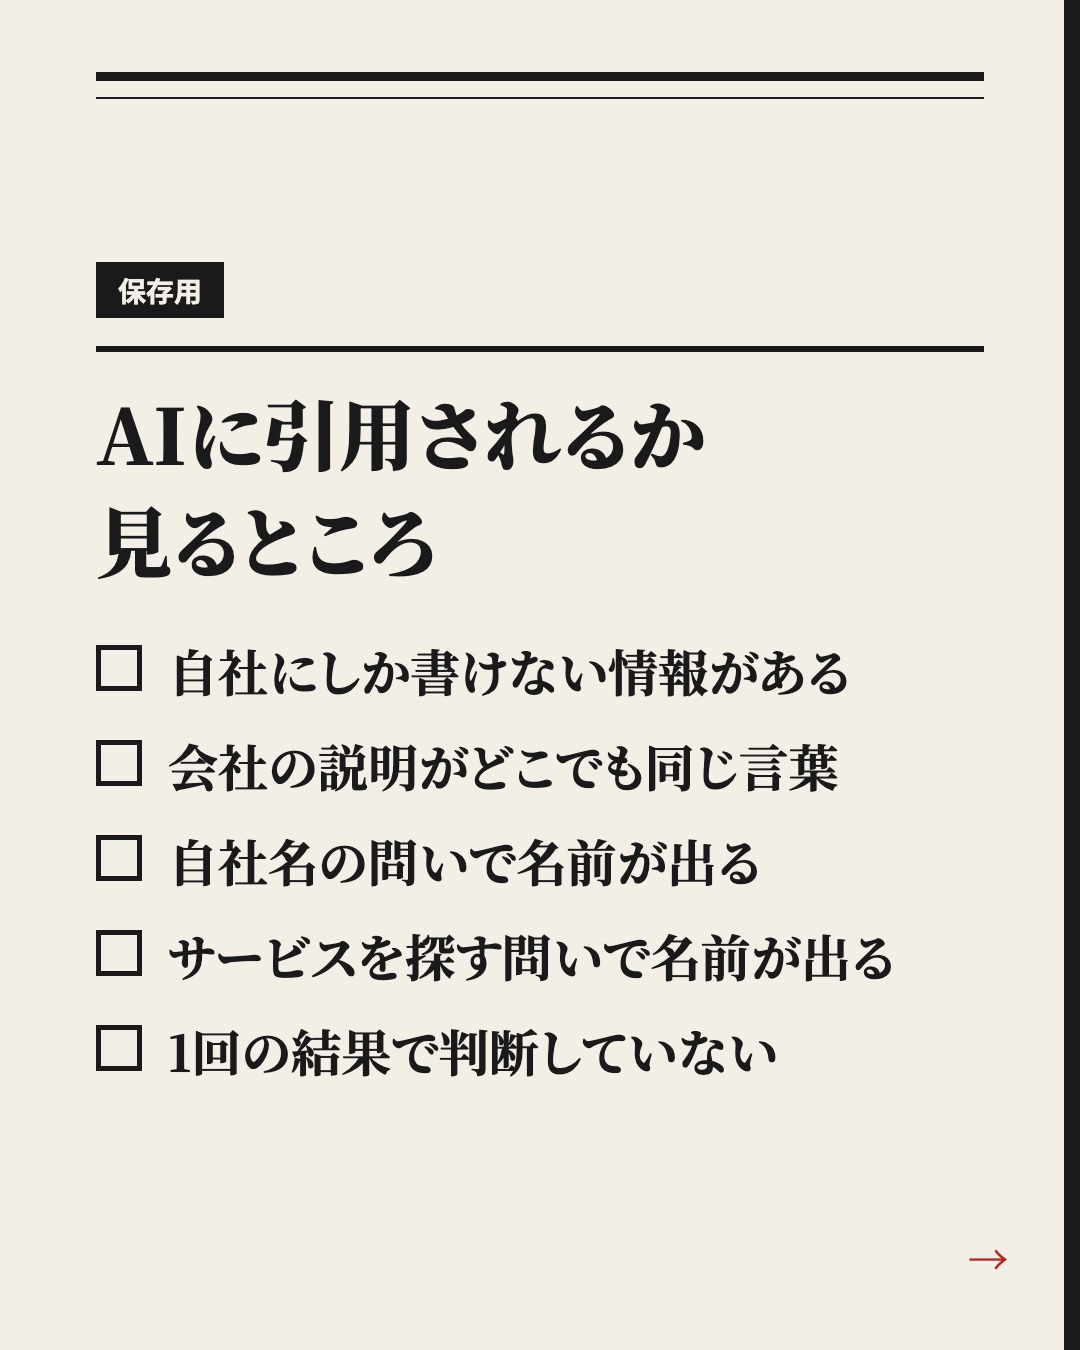 保存用
AIに引用されるか
見るところ
□ 自社にしか書けない情報がある
□ 会社の説明がどこでも同じ言葉
□ 自社名の問いで名前が出る
□ サービスを探す問いで名前が出る
□ 1回の結果で判断していない
→